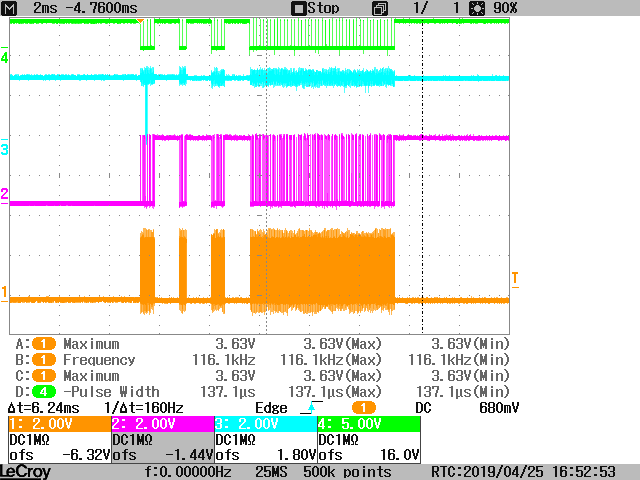 M 2ms -4.7600ms Stop 1/ 1 90%
4
3
2
1
T
A: 1 Maximum 3.63V 3.63V(Max) 3.63V(Min)
B: 1 Frequency 116.1kHz 116.1kHz(Max) 116.1kHz(Min)
C: 1 Maximum 3.63V 3.63V(Max) 3.63V(Min)
D: 4 -Pulse Width 137.1µs 137.1µs(Max) 137.1µs(Min)
Δt=6.24ms 1/Δt=160Hz Edge 1 DC 680mV
1: 2.00V 2: 2.00V 3: 2.00V 4: 5.00V
DC1MΩ DC1MΩ DC1MΩ DC1MΩ
ofs -6.32V ofs -1.44V ofs 1.80V ofs 16.0V
LeCroy f:0.00000Hz 25MS 500k points RTC:2019/04/25 16:52:53